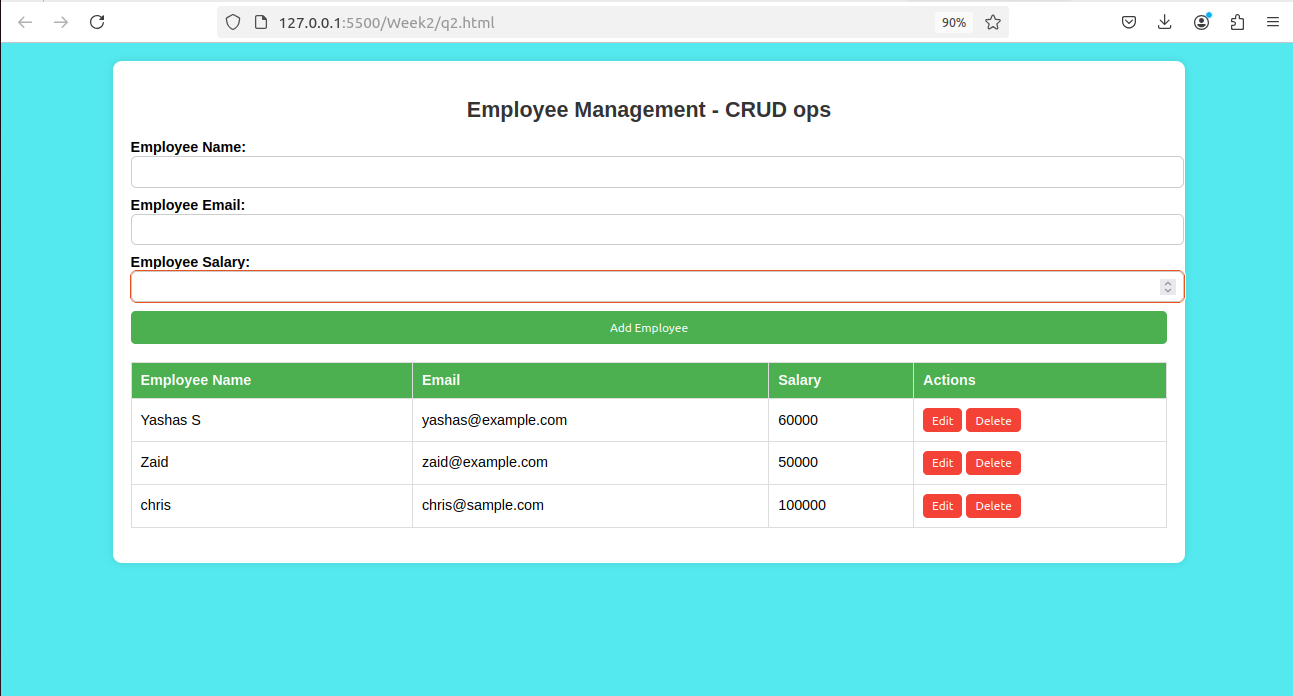 127.0.0.1:5500/Week2/q2.html 90%
Employee Management - CRUD ops
Employee Name:
Employee Email:
Employee Salary:
Add Employee
Employee Name Email Salary Actions
Yashas S yashas@example.com 60000 Edit Delete
Zaid zaid@example.com 50000 Edit Delete
chris chris@sample.com 100000 Edit Delete